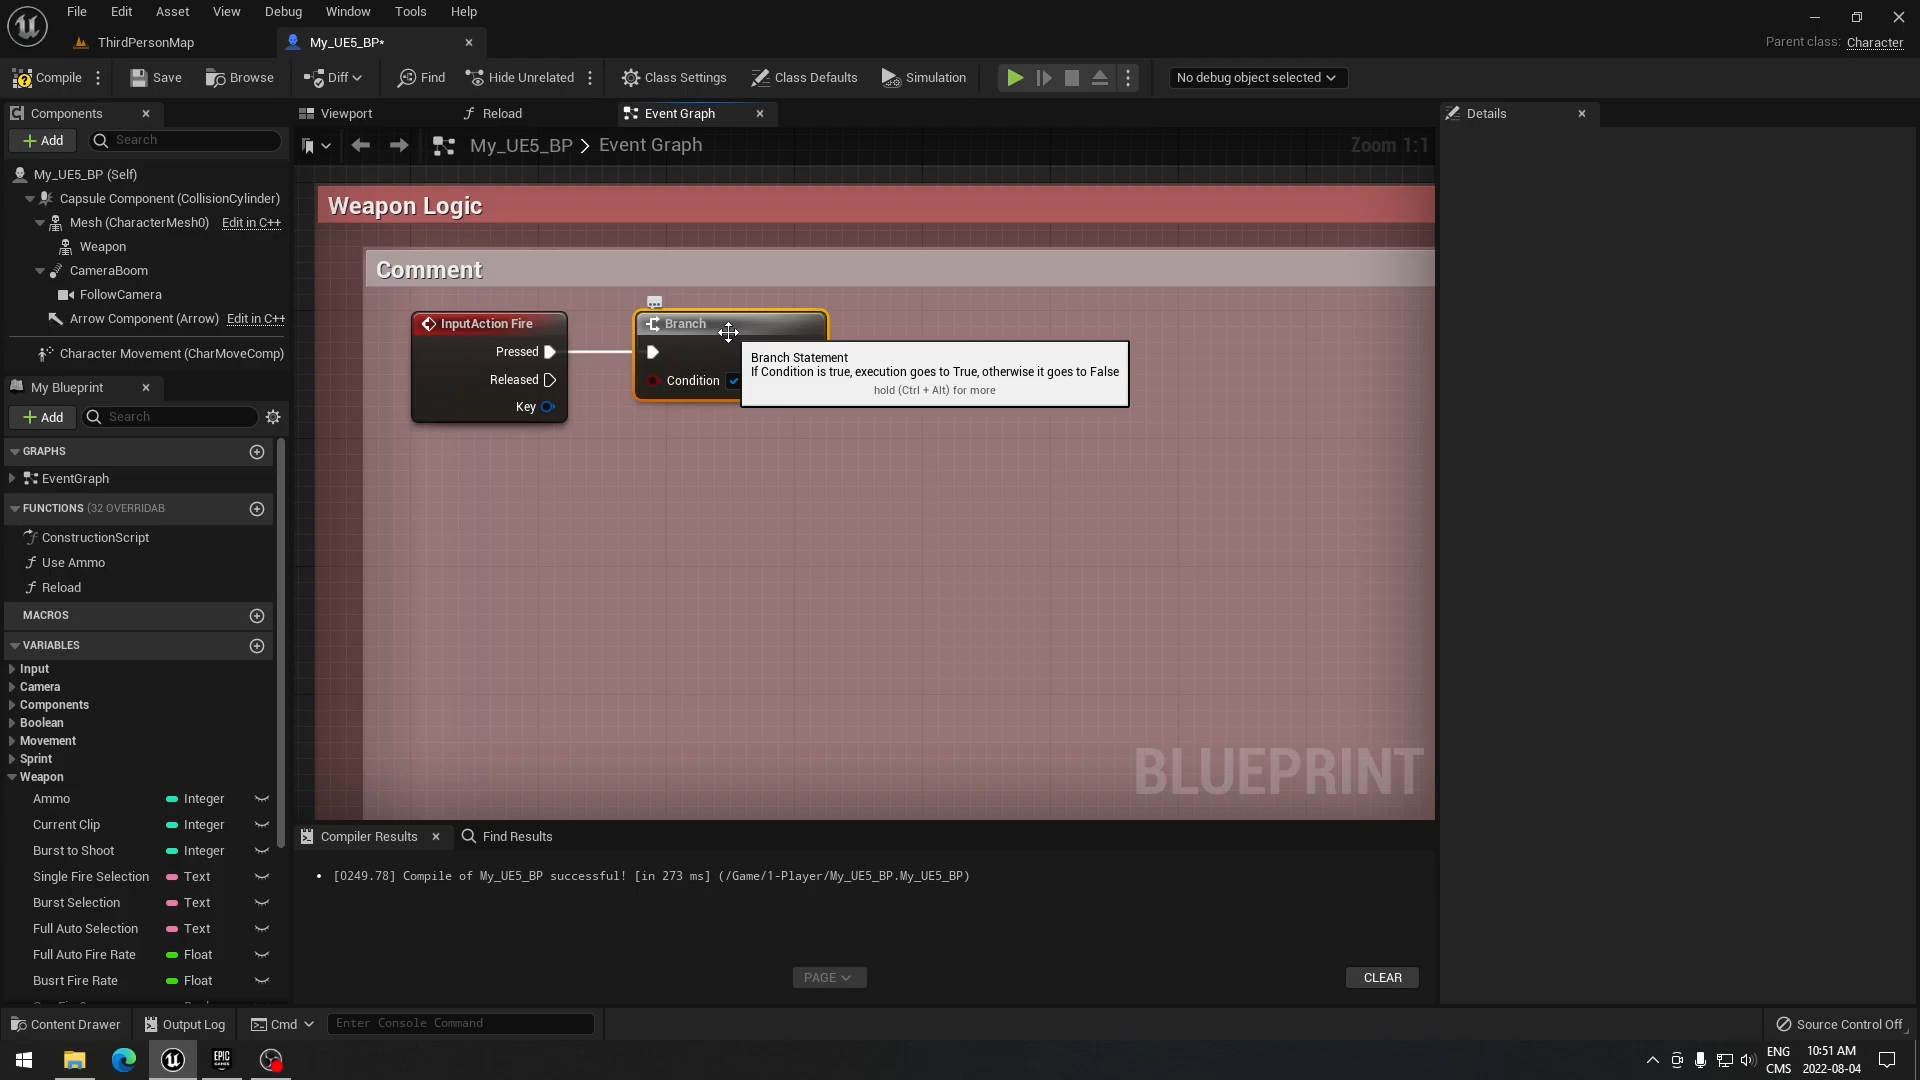 File Edit Asset View Debug Window Tools Help
ThirdPersonMap
My_UE5_BP*
Parent class: Character
Compile
Save
Browse
Diff
Find
Hide Unrelated
Class Settings
Class Defaults
Simulation
No debug object selected
Components
Add
Search
My_UE5_BP (Self)
Capsule Component (CollisionCylinder)
Mesh (CharacterMesh0) Edit in C++
Weapon
CameraBoom
FollowCamera
Arrow Component (Arrow) Edit in C++
Character Movement (CharMoveComp)
My Blueprint
Add
Search
GRAPHS
EventGraph
FUNCTIONS (32 OVERRIDAB
ConstructionScript
Use Ammo
Reload
MACROS
VARIABLES
Input
Camera
Components
Boolean
Movement
Sprint
Weapon
Ammo Integer
Current Clip Integer
Burst to Shoot Integer
Single Fire Selection Text
Burst Selection Text
Full Auto Selection Text
Full Auto Fire Rate Float
Busrt Fire Rate Float
Viewport
Reload
Event Graph
My_UE5_BP > Event Graph
Zoom 1:1
Weapon Logic
Comment
InputAction Fire
Pressed
Released
Key
Branch
Condition
Branch Statement
If Condition is true, execution goes to True, otherwise it goes to False
hold (Ctrl + Alt) for more
BLUEPRINT
Compiler Results
Find Results
[0249.78] Compile of My_UE5_BP successful! [in 273 ms] (/Game/1-Player/My_UE5_BP.My_UE5_BP)
PAGE
CLEAR
Details
Content Drawer
Output Log
Cmd
Enter Console Command
Source Control Off
EPIC
GAMES
ENG
CMS
10:51 AM
2022-08-04